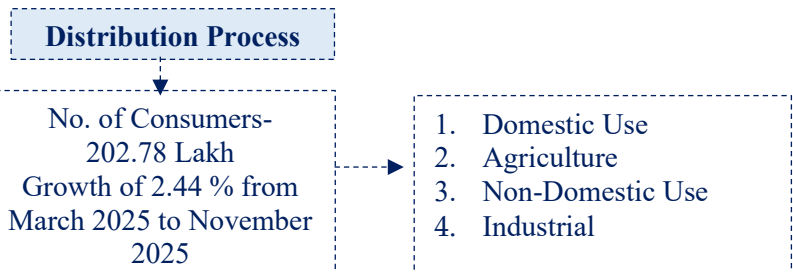 Distribution Process
No. of Consumers-
202.78 Lakh
Growth of 2.44 % from
March 2025 to November
2025
1. Domestic Use
2. Agriculture
3. Non-Domestic Use
4. Industrial